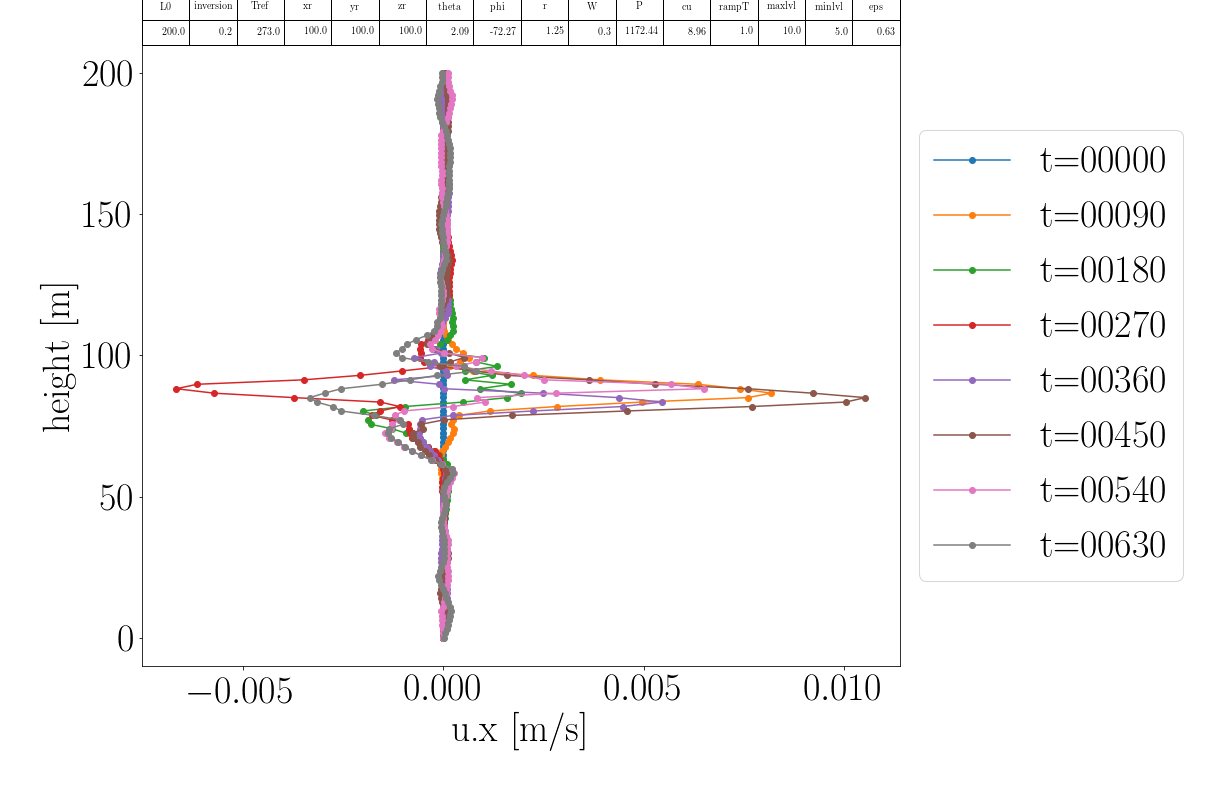 L0 inversion Tref xr yr zr theta phi r W P cu rampT maxlvl minlvl eps
200.0 0.2 273.0 100.0 100.0 100.0 2.09 -72.27 1.25 0.3 1172.44 8.96 1.0 10.0 5.0 0.63
200
150
100
50
0
height [m]
−0.005 0.000 0.005 0.010
u.x [m/s]
t=00000
t=00090
t=00180
t=00270
t=00360
t=00450
t=00540
t=00630